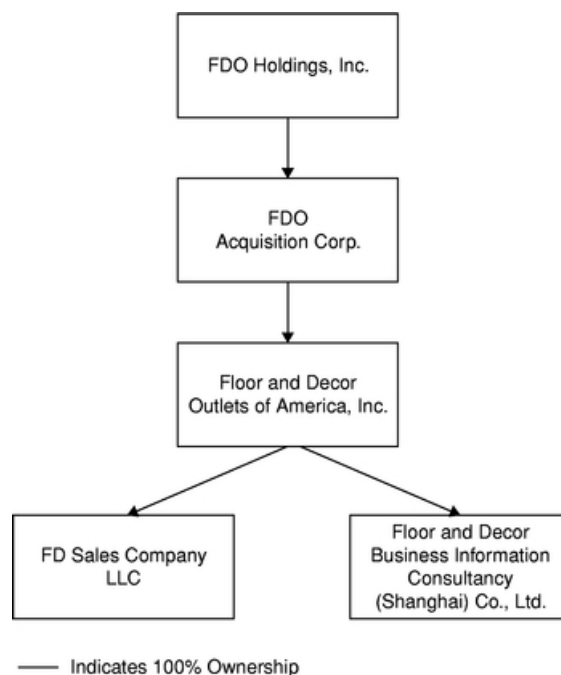 FDO Holdings, Inc.
FDO
Acquisition Corp.
Floor and Decor
Outlets of America, Inc.
FD Sales Company
LLC
Floor and Decor
Business Information
Consultancy
(Shanghai) Co., Ltd.
Indicates 100% Ownership